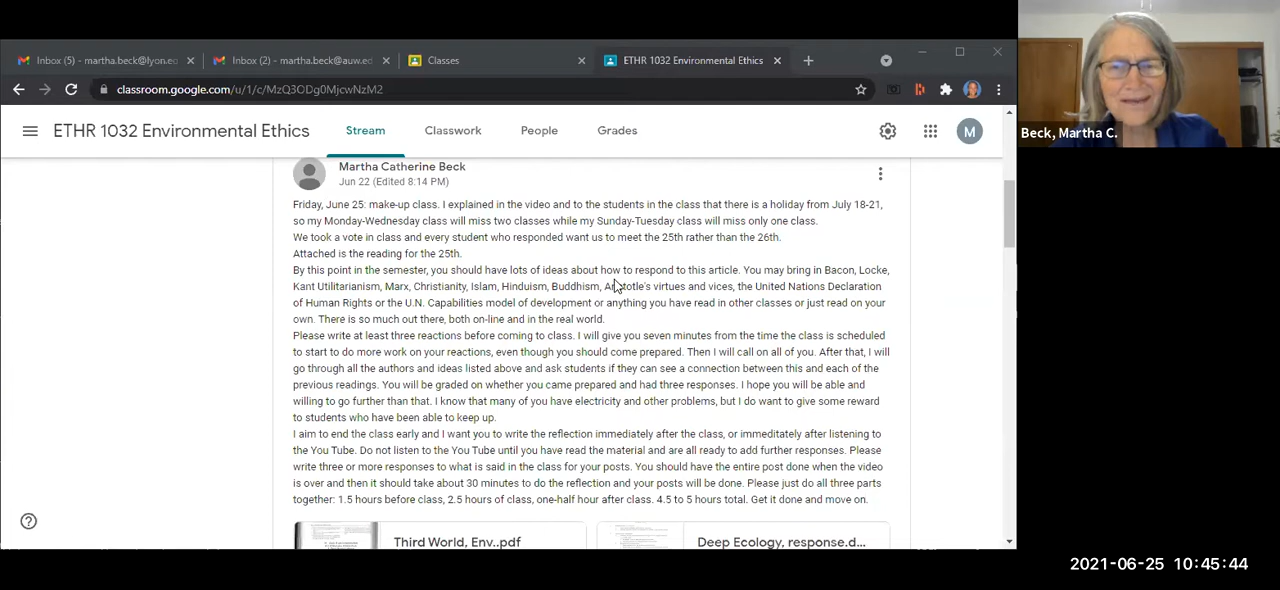 Inbox (5) - martha.beck@lyon.ed
Inbox (2) - martha.beck@auw.ed
Classes
ETHR 1032 Environmental Ethics
classroom.google.com/u/1/c/MzQ3ODg0MjcwNzM2
ETHR 1032 Environmental Ethics
Stream
Classwork
People
Grades
M
Beck, Martha C.
Martha Catherine Beck
Jun 22 (Edited 8:14 PM)
Friday, June 25: make-up class. I explained in the video and to the students in the class that there is a holiday from July 18-21,
so my Monday-Wednesday class will miss two classes while my Sunday-Tuesday class will miss only one class.
We took a vote in class and every student who responded want us to meet the 25th rather than the 26th.
Attached is the reading for the 25th.
By this point in the semester, you should have lots of ideas about how to respond to this article. You may bring in Bacon, Locke,
Kant Utilitarianism, Marx, Christianity, Islam, Hinduism, Buddhism, Aristotle's virtues and vices, the United Nations Declaration
of Human Rights or the U.N. Capabilities model of development or anything you have read in other classes or just read on your
own. There is so much out there, both on-line and in the real world.
Please write at least three reactions before coming to class. I will give you seven minutes from the time the class is scheduled
to start to do more work on your reactions, even though you should come prepared. Then I will call on all of you. After that, I will
go through all the authors and ideas listed above and ask students if they can see a connection between this and each of the
previous readings. You will be graded on whether you came prepared and had three responses. I hope you will be able and
willing to go further than that. I know that many of you have electricity and other problems, but I do want to give some reward
to students who have been able to keep up.
I aim to end the class early and I want you to write the reflection immediately after the class, or immeditately after listening to
the You Tube. Do not listen to the You Tube until you have read the material and are all ready to add further responses. Please
write three or more responses to what is said in the class for your posts. You should have the entire post done when the video
is over and then it should take about 30 minutes to do the reflection and your posts will be done. Please just do all three parts
together: 1.5 hours before class, 2.5 hours of class, one-half hour after class. 4.5 to 5 hours total. Get it done and move on.
Third World, Env..pdf
Deep Ecology, response.d...
2021-06-25 10:45:44